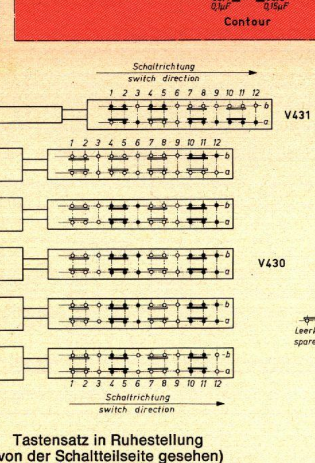 0,1µF 0,15µF
Contour
Schaltrichtung
switch direction
1 2 3 4 5 6 7 8 9 10 11 12
b
a
V431
1 2 3 4 5 6 7 8 9 10 11 12
b
a
b
a
b
a
V430
b
a
b
a
1 2 3 4 5 6 7 8 9 10 11 12
Schaltrichtung
switch direction
Tastensatz in Ruhestellung
von der Schaltteilseite gesehen)